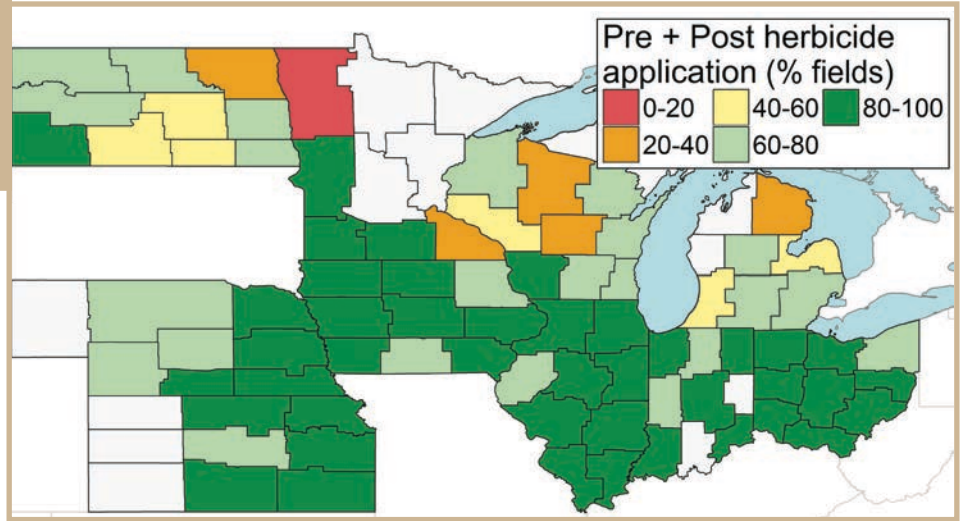 Pre + Post herbicide
application (% fields)
0-20 40-60 80-100
20-40 60-80